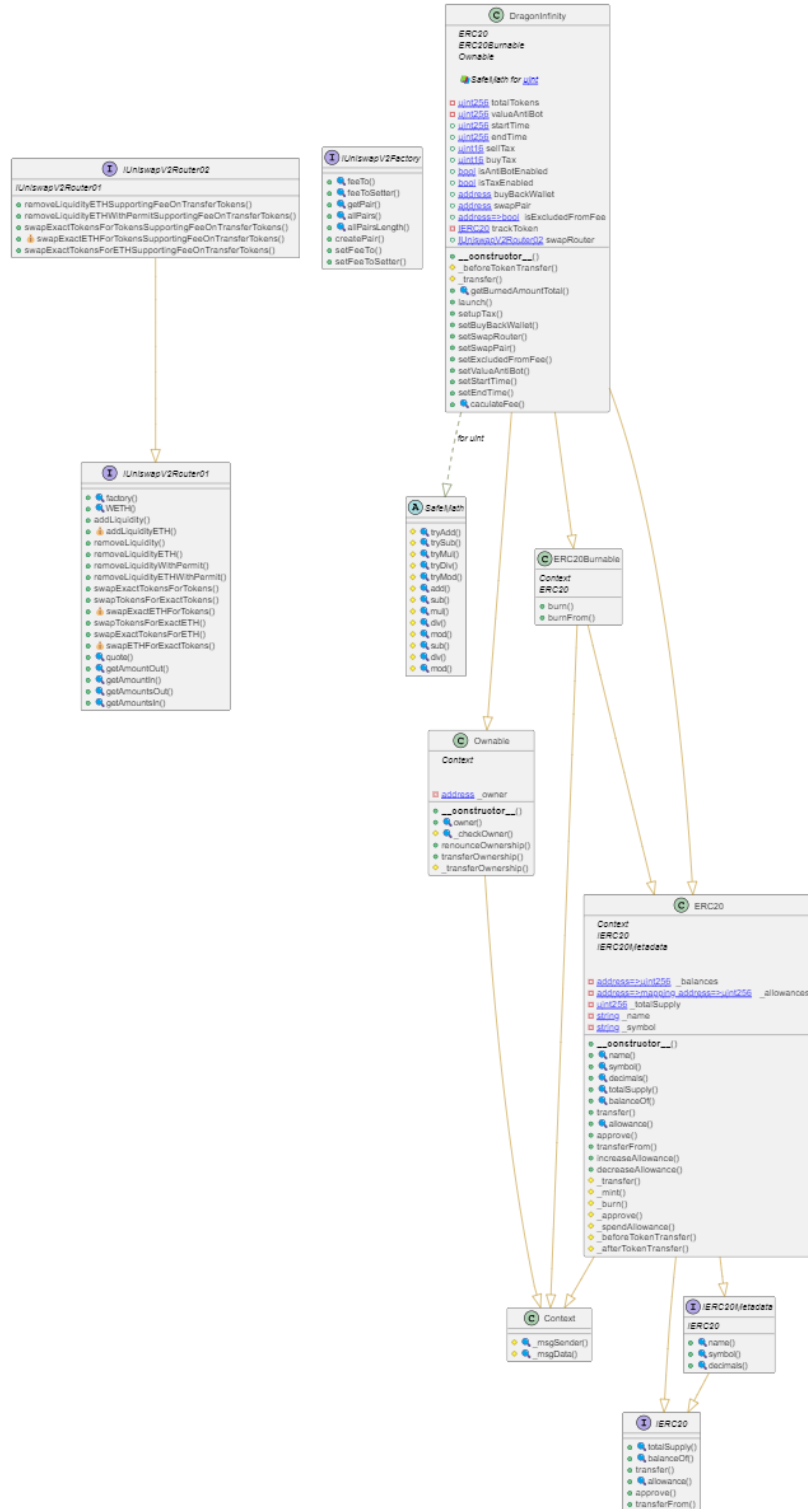 DragonInfinity
ERC20
ERC20Burnable
Ownable
SafeMath for uint
uint256 totalTokens
uint256 valueAntiBot
uint256 startTime
uint256 endTime
uint16 sellTax
uint16 buyTax
bool isAntiBotEnabled
bool isTaxEnabled
address buyBackWallet
address swapPair
address=>bool isExcludedFromFee
IERC20 trackToken
IUniswapV2Router02 swapRouter
__constructor__()
_beforeTokenTransfer()
_transfer()
getBurnedAmountTotal()
launch()
setupTax()
setBuyBackWallet()
setSwapRouter()
setSwapPair()
setExcludedFromFee()
setValueAntiBot()
setStartTime()
setEndTime()
caculateFee()
IUniswapV2Router02
IUniswapV2Router01
removeLiquidityETHSupportingFeeOnTransferTokens()
removeLiquidityETHWithPermitSupportingFeeOnTransferTokens()
swapExactTokensForTokensSupportingFeeOnTransferTokens()
swapExactETHForTokensSupportingFeeOnTransferTokens()
swapExactTokensForETHSupportingFeeOnTransferTokens()
IUniswapV2Factory
feeTo()
feeToSetter()
getPair()
allPairs()
allPairsLength()
createPair()
setFeeTo()
setFeeToSetter()
for uint
IUniswapV2Router01
factory()
WETH()
addLiquidity()
addLiquidityETH()
removeLiquidity()
removeLiquidityETH()
removeLiquidityWithPermit()
removeLiquidityETHWithPermit()
swapExactTokensForTokens()
swapTokensForExactTokens()
swapExactETHForTokens()
swapTokensForExactETH()
swapExactTokensForETH()
swapETHForExactTokens()
quote()
getAmountOut()
getAmountIn()
getAmountsOut()
getAmountsIn()
SafeMath
tryAdd()
trySub()
tryMul()
tryDiv()
tryMod()
add()
sub()
mul()
div()
mod()
sub()
div()
mod()
ERC20Burnable
Context
ERC20
burn()
burnFrom()
Ownable
Context
address _owner
__constructor__()
owner()
_checkOwner()
renounceOwnership()
transferOwnership()
_transferOwnership()
ERC20
Context
IERC20
IERC20Metadata
address=>uint256 _balances
address=>mapping address=>uint256 _allowances
uint256 _totalSupply
string _name
string _symbol
__constructor__()
name()
symbol()
decimals()
totalSupply()
balanceOf()
transfer()
allowance()
approve()
transferFrom()
increaseAllowance()
decreaseAllowance()
_transfer()
_mint()
_burn()
_approve()
_spendAllowance()
_beforeTokenTransfer()
_afterTokenTransfer()
Context
_msgSender()
_msgData()
IERC20Metadata
IERC20
name()
symbol()
decimals()
IERC20
totalSupply()
balanceOf()
transfer()
allowance()
approve()
transferFrom()